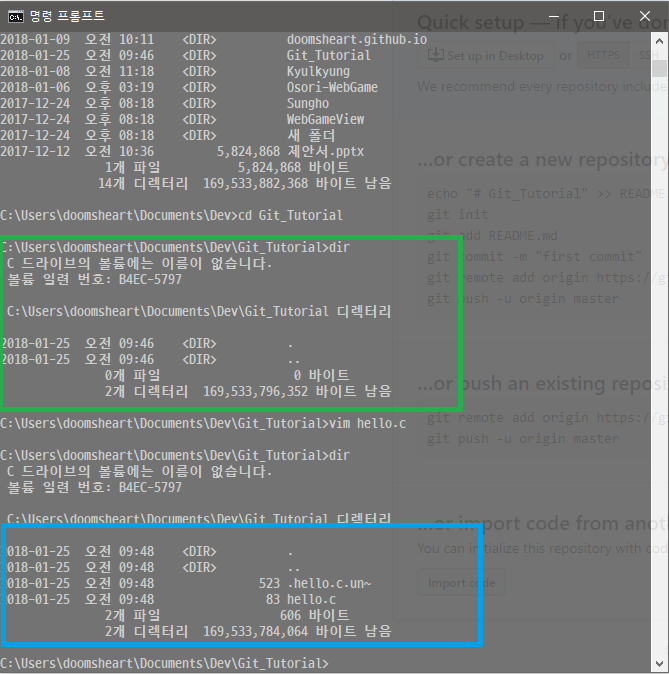 명령 프롬프트
2018-01-09  오전 10:11    <DIR>          doomsheart.github.io
2018-01-25  오전 09:46    <DIR>          Git_Tutorial
2018-01-08  오전 11:18    <DIR>          Kyulkyung
2018-01-06  오후 03:19    <DIR>          Osori-WebGame
2017-12-24  오후 08:18    <DIR>          Sungho
2017-12-24  오후 08:18    <DIR>          WebGameView
2017-12-24  오후 08:18    <DIR>          새 폴더
2017-12-12  오전 10:36         5,824,868 제안서.pptx
1개 파일           5,824,868 바이트
14개 디렉터리  169,533,882,368 바이트 남음
C:\Users\doomsheart\Documents\Dev>cd Git_Tutorial
C:\Users\doomsheart\Documents\Dev\Git_Tutorial>dir
C 드라이브의 볼륨에는 이름이 없습니다.
볼륨 일련 번호: B4EC-5797
C:\Users\doomsheart\Documents\Dev\Git_Tutorial 디렉터리
2018-01-25  오전 09:46    <DIR>          .
2018-01-25  오전 09:46    <DIR>          ..
0개 파일                   0 바이트
2개 디렉터리  169,533,796,352 바이트 남음
C:\Users\doomsheart\Documents\Dev\Git_Tutorial>vim hello.c
C:\Users\doomsheart\Documents\Dev\Git_Tutorial>dir
C 드라이브의 볼륨에는 이름이 없습니다.
볼륨 일련 번호: B4EC-5797
C:\Users\doomsheart\Documents\Dev\Git_Tutorial 디렉터리
2018-01-25  오전 09:48    <DIR>          .
2018-01-25  오전 09:48    <DIR>          ..
2018-01-25  오전 09:48               523 .hello.c.un~
2018-01-25  오전 09:48                83 hello.c
2개 파일                 606 바이트
2개 디렉터리  169,533,784,064 바이트 남음
C:\Users\doomsheart\Documents\Dev\Git_Tutorial>
Quick setup — if you've do
Set up in Desktop or HTTPS SSH
We recommend every repository include
...or create a new repository
echo "# Git_Tutorial" >> README
git init
git add README.md
git commit -m "first commit"
git remote add origin https://g
git push -u origin master
...or push an existing reposi
git remote add origin https://g
git push -u origin master
...or import code from anot
You can initialize this repository with cod
Import code